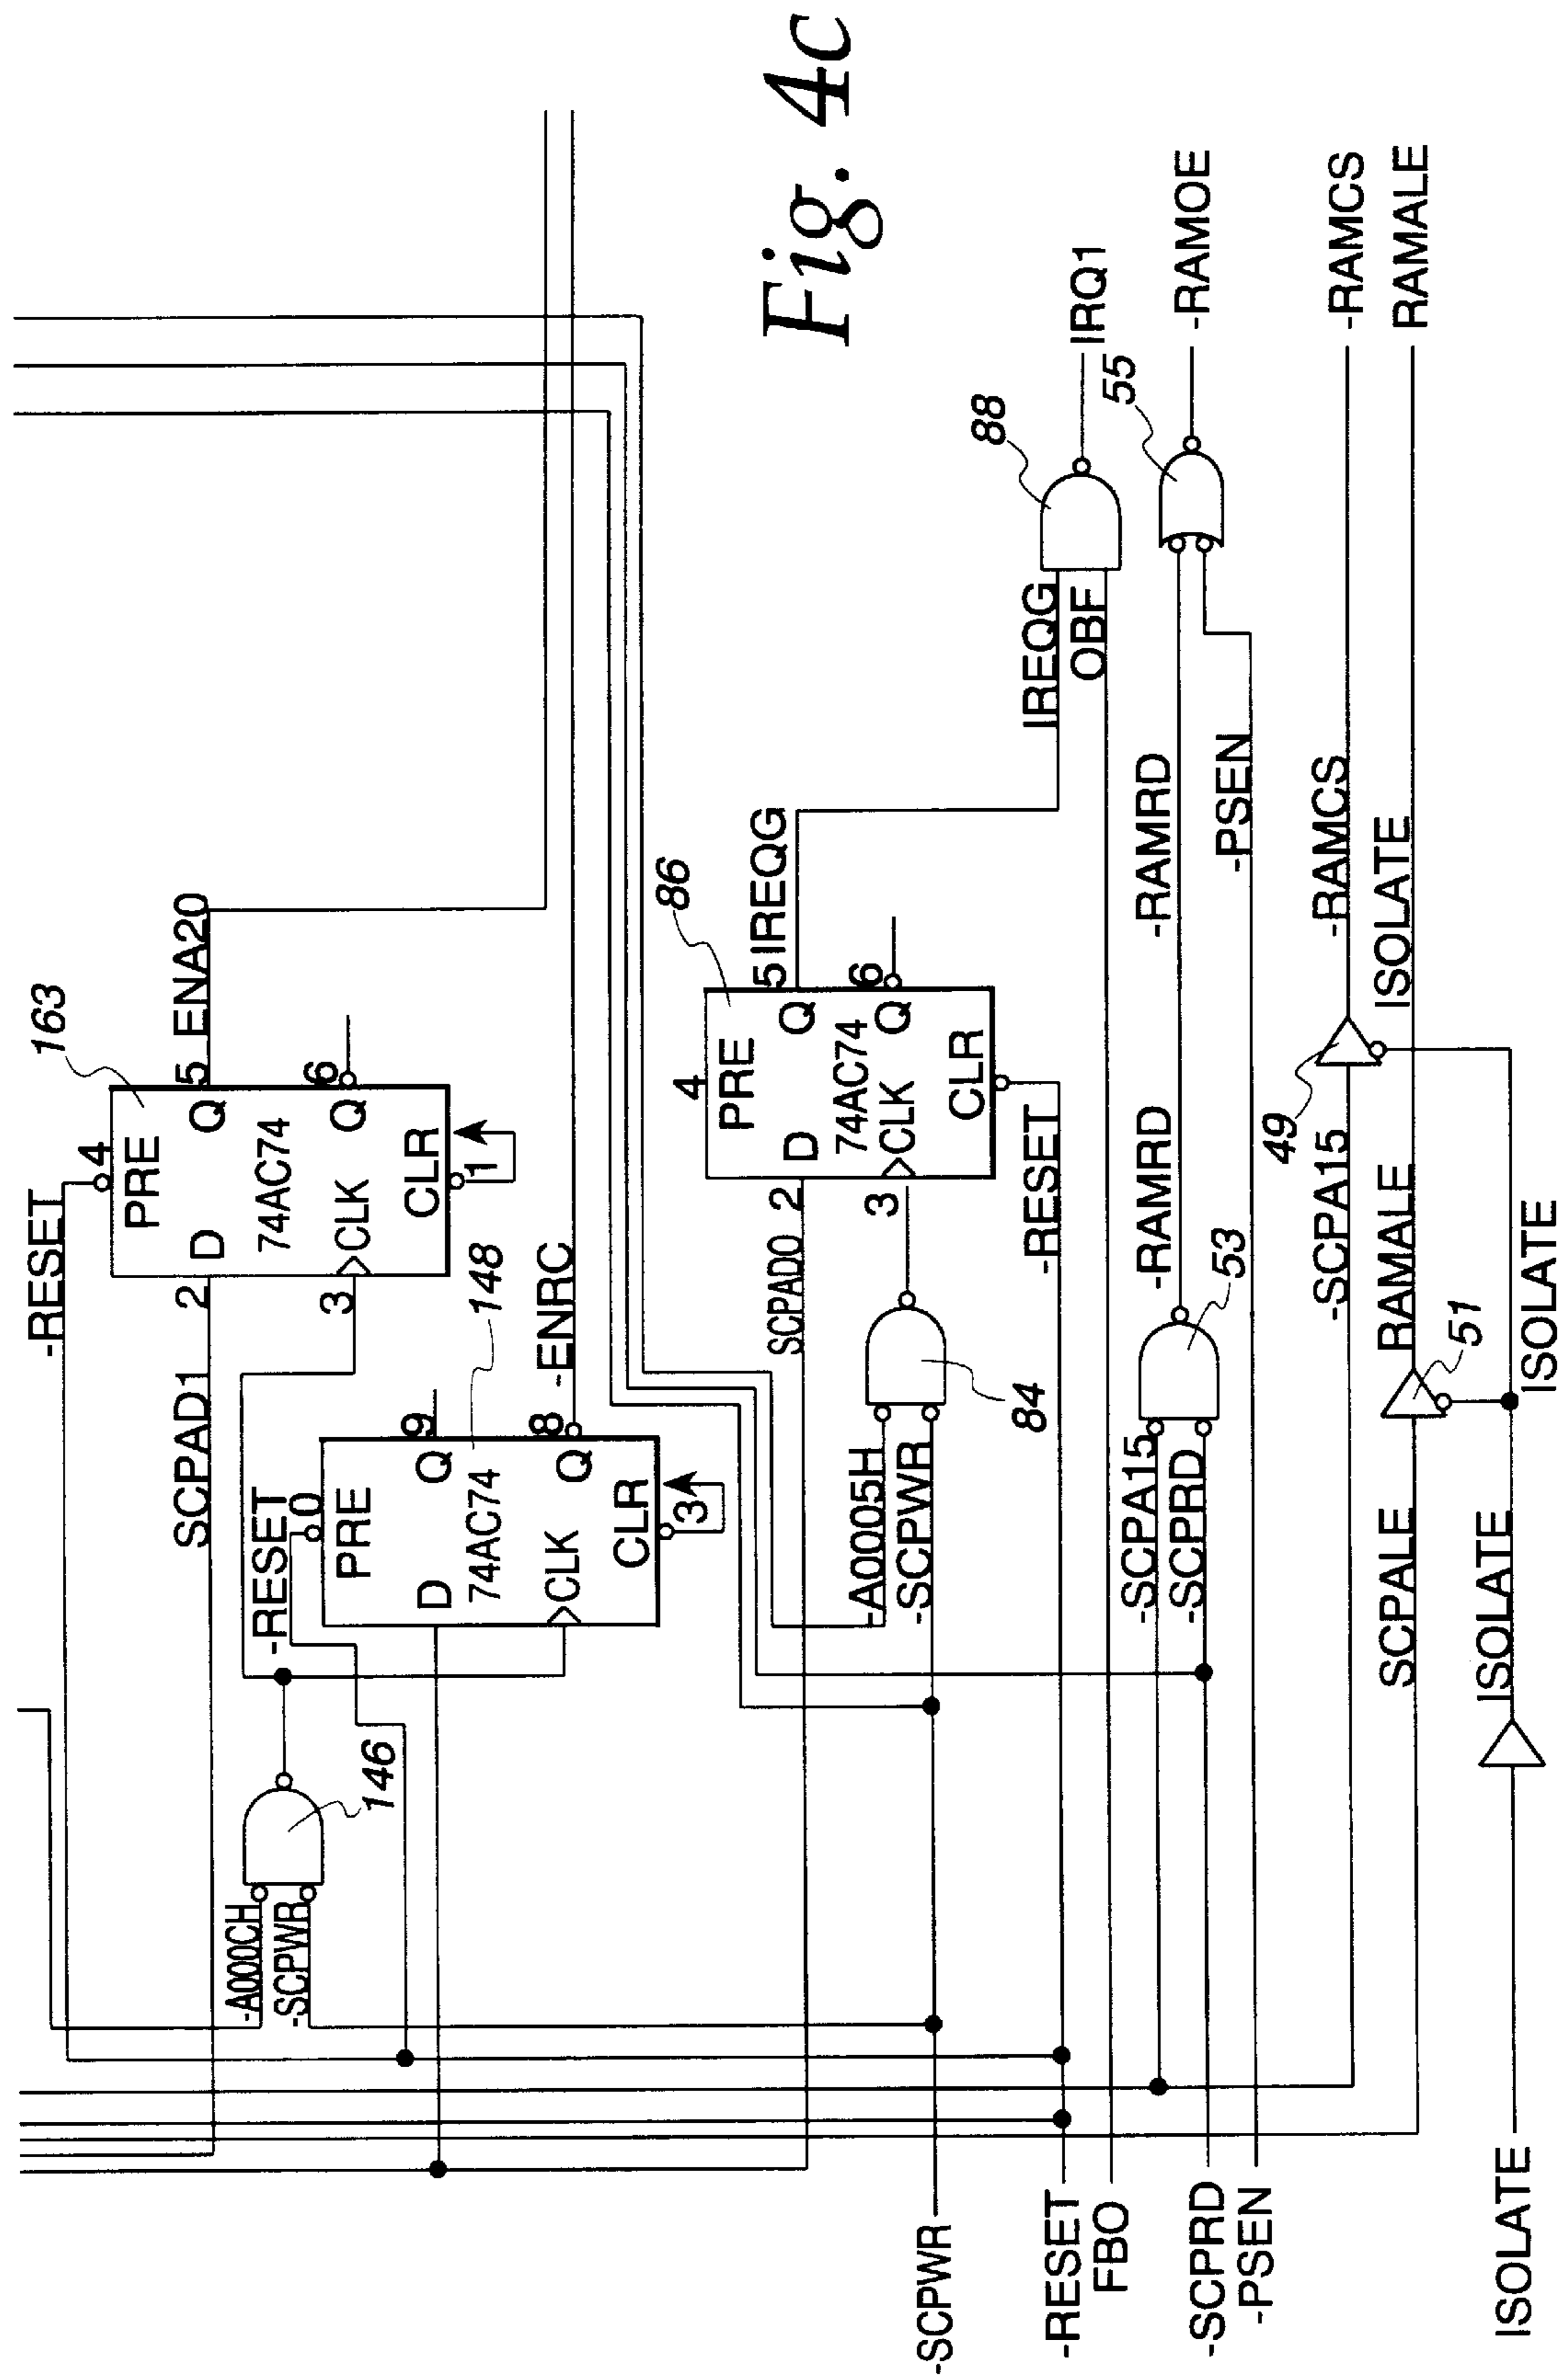 -RESET
4
163
PRE
SCPAD1
2
D
Q
5
ENA20
74AC74
3
CLK
Q
6
CLR
1
-A000CH
-SCPWR
146
-RESET
0
PRE
148
D
Q
9
74AC74
CLK
Q
8
-ENRC
CLR
3
86
4
PRE
SCPAD0
2
D
Q
5
IREQG
74AC74
3
CLK
Q
6
CLR
-A0005H
-SCPWR
84
-SCPWR
-RESET
-RESET
FBO
IREQG
OBF
88
IRQ1
-SCPA15
-SCPRD
53
-RAMRD
-RAMRD
-PSEN
55
-RAMOE
-SCPRD
-PSEN
-SCPA15
49
-RAMCS
-RAMCS
SCPALE
RAMALE
51
ISOLATE
RAMALE
ISOLATE
ISOLATE
ISOLATE
Fig. 4c